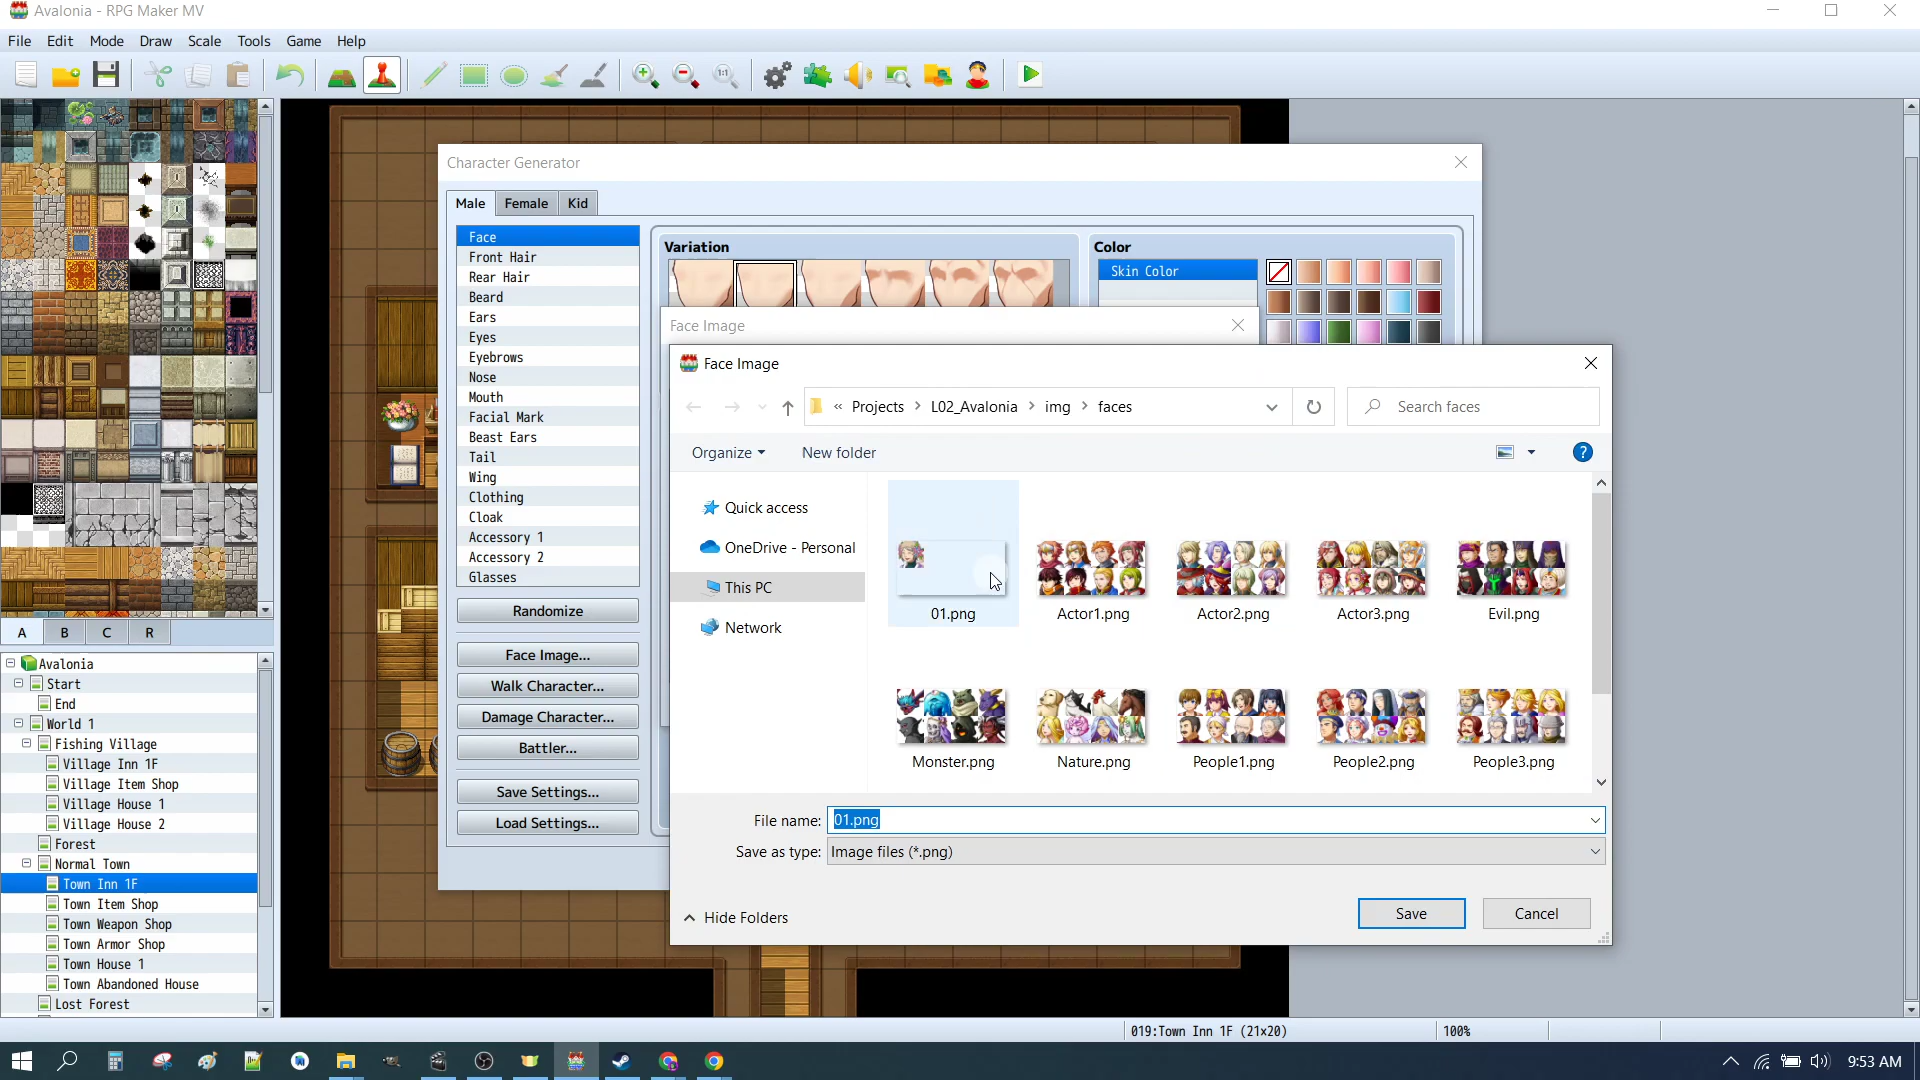 Avalonia - RPG Maker MV
File Edit Mode Draw Scale Tools Game Help
1:1
Character Generator
Male Female Kid
Face
Front Hair
Rear Hair
Beard
Ears
Eyes
Eyebrows
Nose
Mouth
Facial Mark
Beast Ears
Tail
Wing
Clothing
Cloak
Accessory 1
Accessory 2
Glasses
Randomize
Face Image...
Walk Character...
Damage Character...
Battler...
Save Settings...
Load Settings...
Variation
Color
Skin Color
Face Image
Face Image
« Projects > L02_Avalonia > img > faces
Search faces
Organize
New folder
?
Quick access
OneDrive - Personal
This PC
Network
01.png
Actor1.png
Actor2.png
Actor3.png
Evil.png
Monster.png
Nature.png
People1.png
People2.png
People3.png
File name: 01.png
Save as type: Image files (*.png)
Hide Folders
Save
Cancel
A B C R
Avalonia
Start
End
World 1
Fishing Village
Village Inn 1F
Village Item Shop
Village House 1
Village House 2
Forest
Normal Town
Town Inn 1F
Town Item Shop
Town Weapon Shop
Town Armor Shop
Town House 1
Town Abandoned House
Lost Forest
019:Town Inn 1F (21x20)
100%
9:53 AM